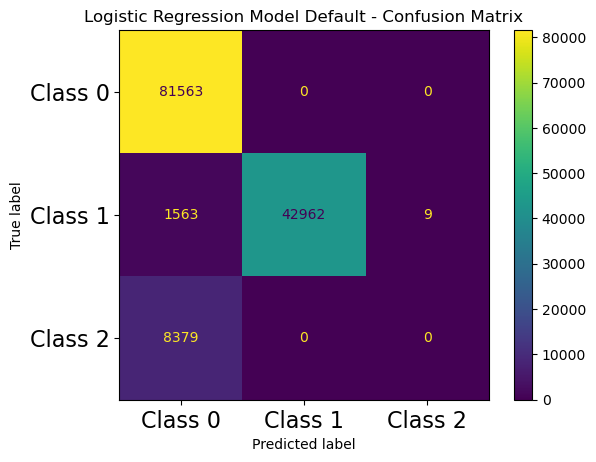 Logistic Regression Model Default - Confusion Matrix
True label
Class 0
81563 0 0
Class 1
1563 42962 9
Class 2
8379 0 0
Class 0 Class 1 Class 2
Predicted label
80000
70000
60000
50000
40000
30000
20000
10000
0